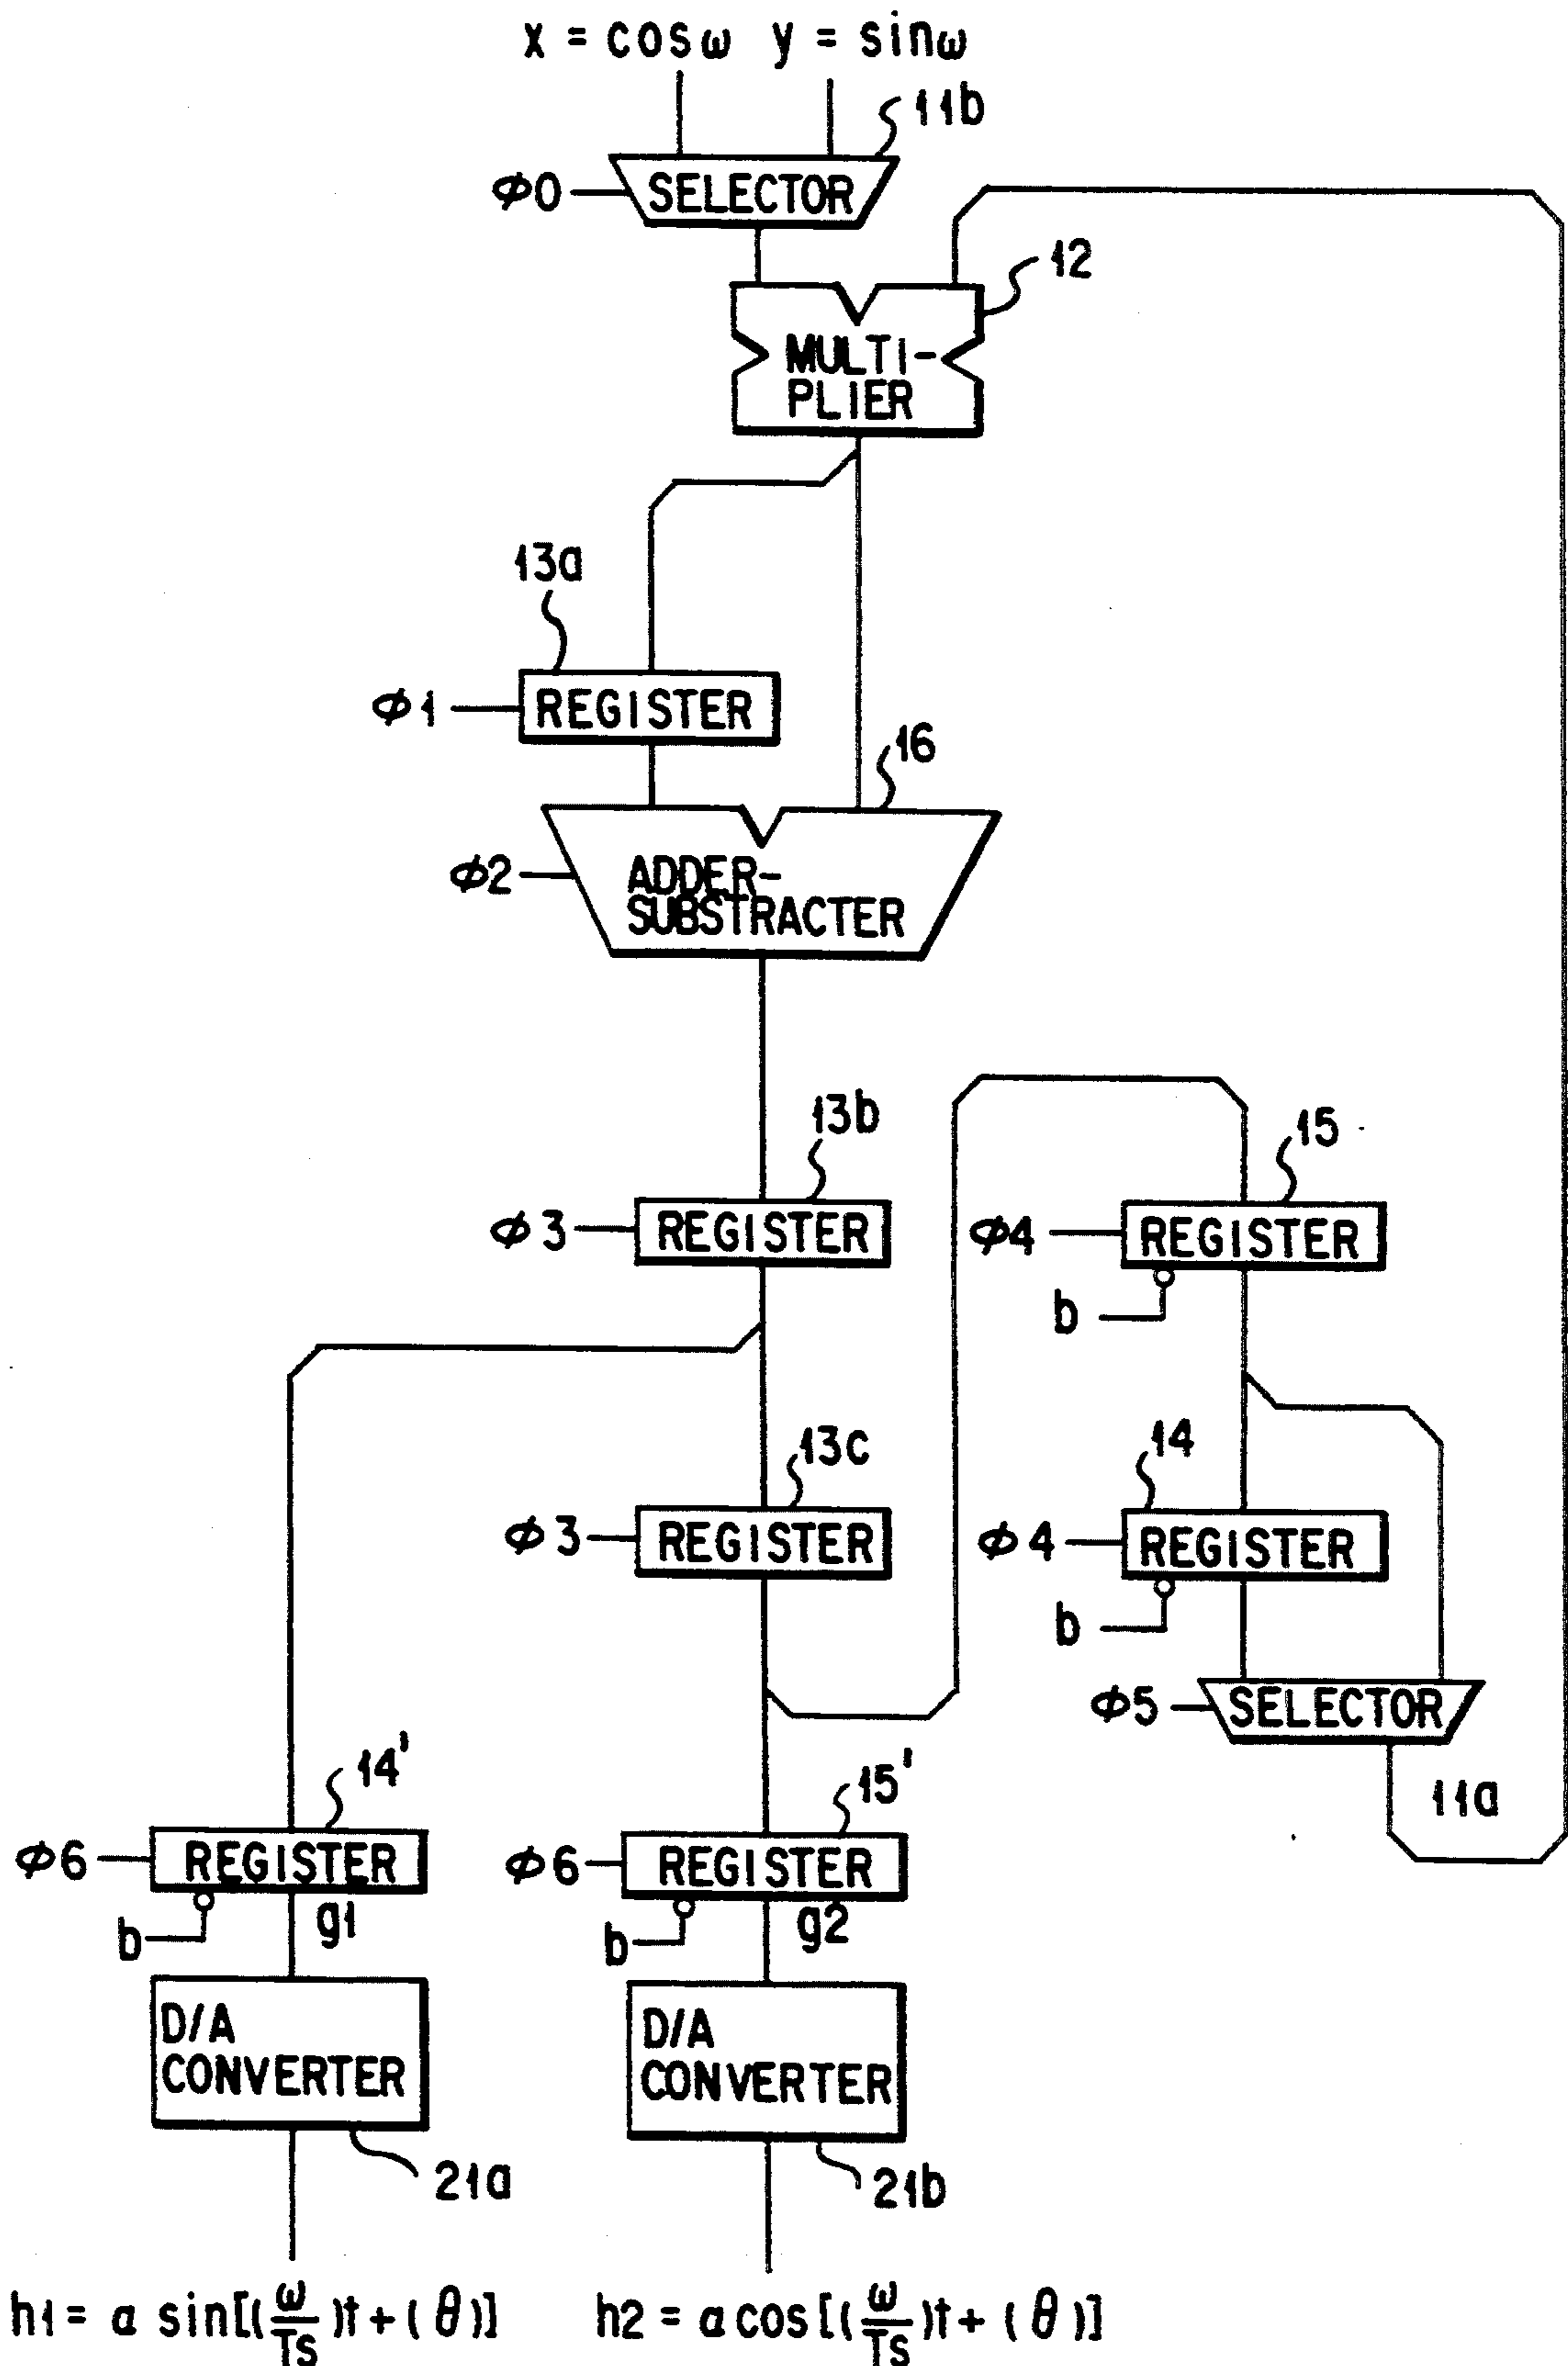 x = cosω y = sinω
11b
φ0
SELECTOR
12
MULTI-
PLIER
13a
φ1
REGISTER
16
φ2
ADDER-
SUBSTRACTER
13b
15
φ3
REGISTER
φ4
REGISTER
b
13c
14
φ3
REGISTER
φ4
REGISTER
b
φ5
SELECTOR
11a
14'
15'
φ6
REGISTER
φ6
REGISTER
b
g1
b
g2
D/A
CONVERTER
D/A
CONVERTER
21a
21b
h1 = a sin[(ω/Ts)t + (θ)]
h2 = a cos[(ω/Ts)t + (θ)]